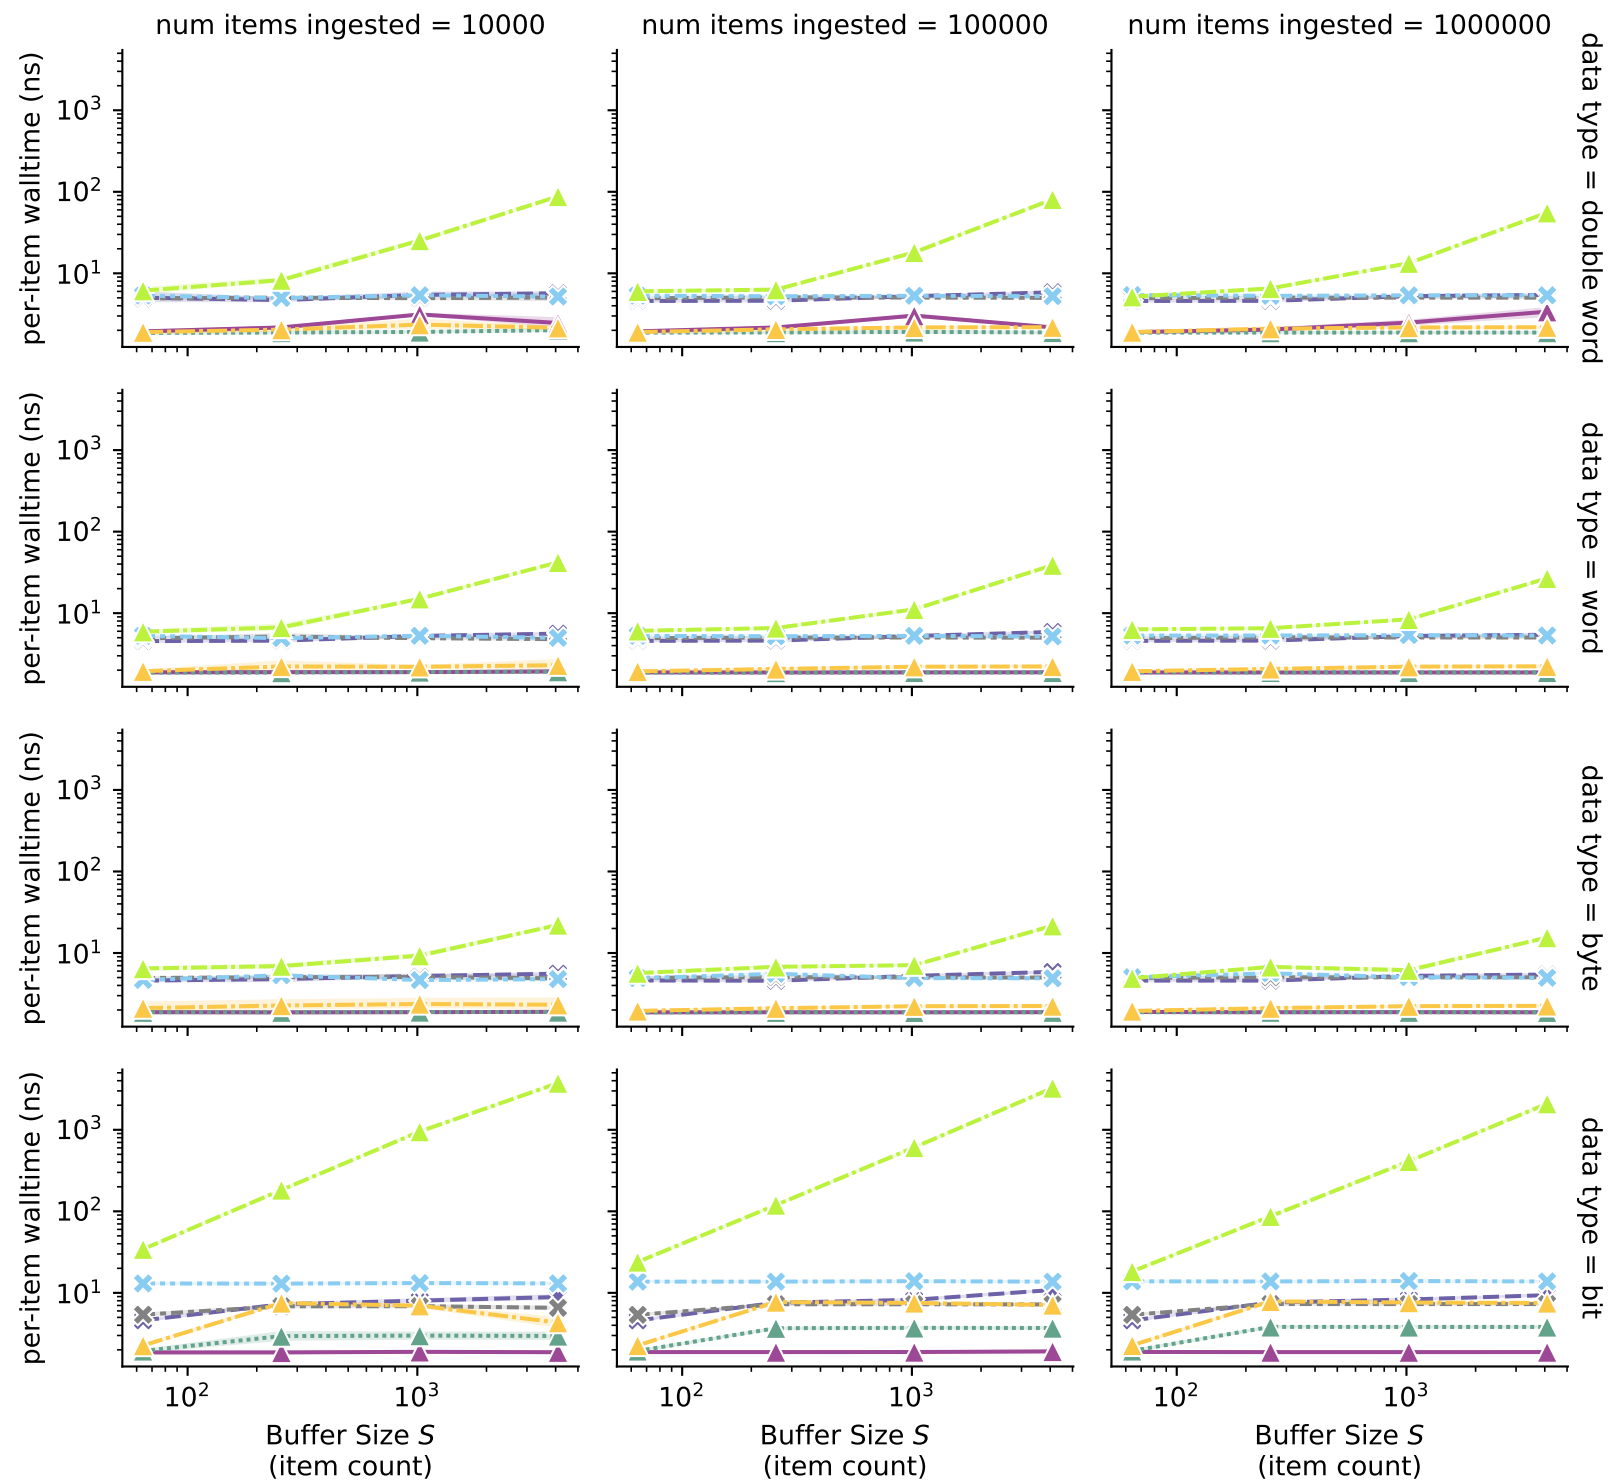 num items ingested = 10000
num items ingested = 100000
num items ingested = 1000000
per-item walltime (ns)
10³
10²
10¹
data type = double word
per-item walltime (ns)
10³
10²
10¹
data type = word
per-item walltime (ns)
10³
10²
10¹
data type = byte
per-item walltime (ns)
10³
10²
10¹
data type = bit
10² 10³ 10² 10³ 10² 10³
Buffer Size S
(item count)
Buffer Size S
(item count)
Buffer Size S
(item count)